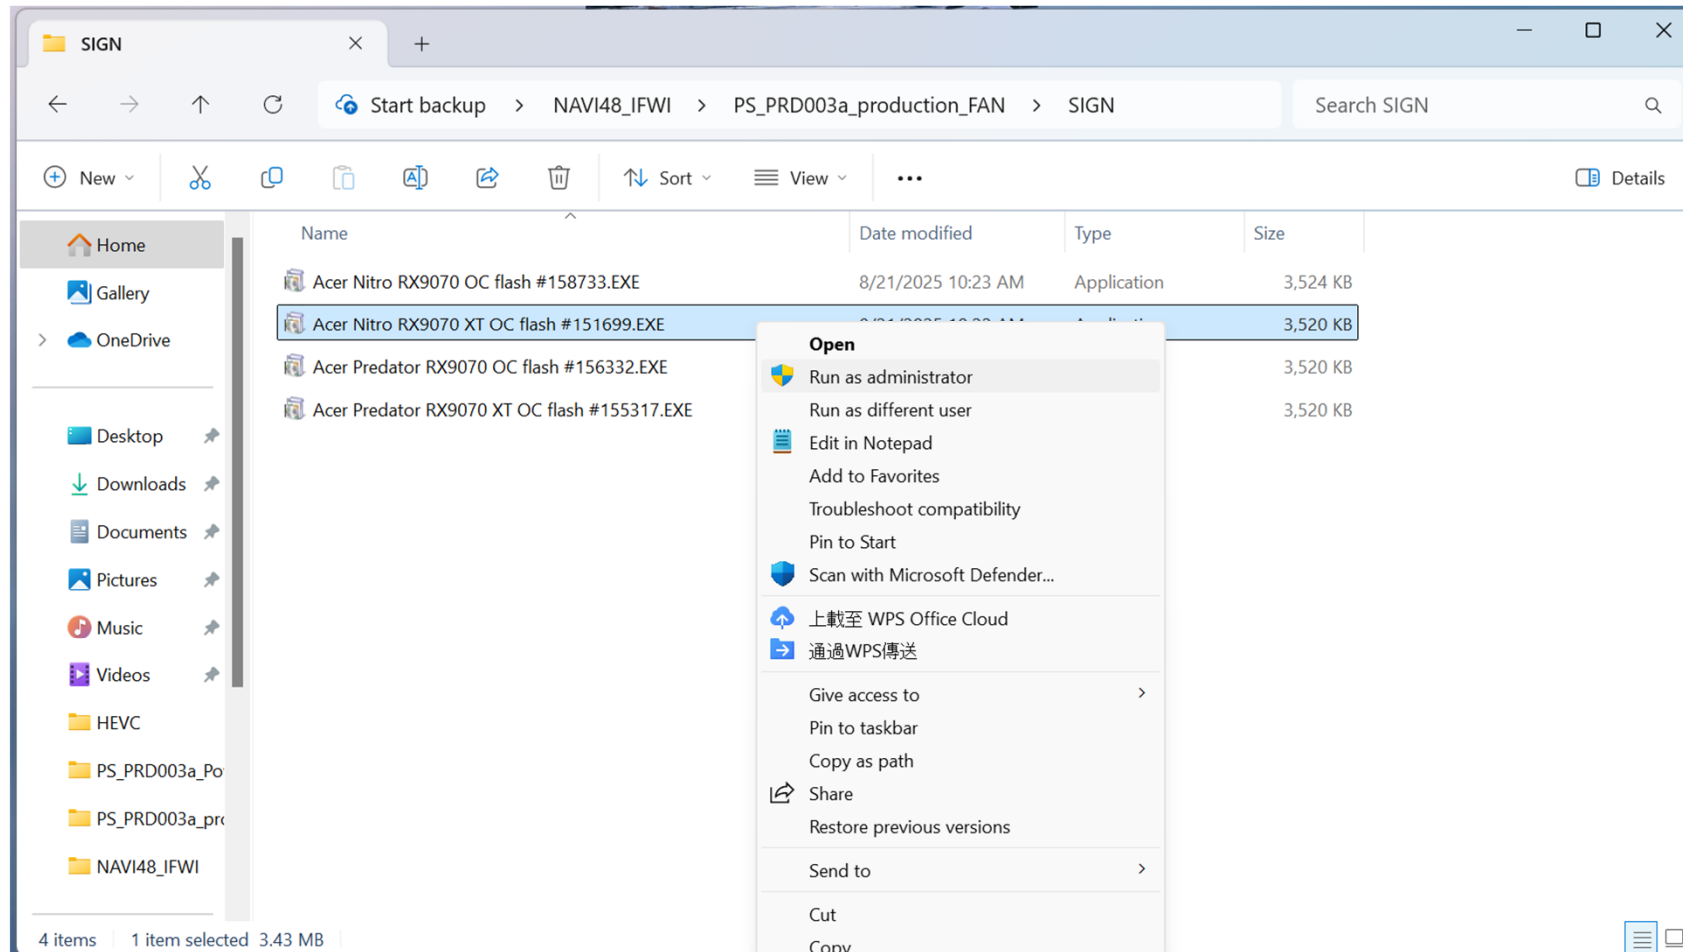 SIGN
Start backup > NAVI48_IFWI > PS_PRD003a_production_FAN > SIGN
Search SIGN
New
Sort
View
Details
Home
Gallery
OneDrive
Desktop
Downloads
Documents
Pictures
Music
Videos
HEVC
PS_PRD003a_Po
PS_PRD003a_pro
NAVI48_IFWI
Name Date modified Type Size
Acer Nitro RX9070 OC flash #158733.EXE 8/21/2025 10:23 AM Application 3,524 KB
Acer Nitro RX9070 XT OC flash #151699.EXE 3,520 KB
Acer Predator RX9070 OC flash #156332.EXE 3,520 KB
Acer Predator RX9070 XT OC flash #155317.EXE 3,520 KB
Open
Run as administrator
Run as different user
Edit in Notepad
Add to Favorites
Troubleshoot compatibility
Pin to Start
Scan with Microsoft Defender...
上載至 WPS Office Cloud
通過WPS傳送
Give access to
Pin to taskbar
Copy as path
Share
Restore previous versions
Send to
Cut
Copy
4 items 1 item selected 3.43 MB